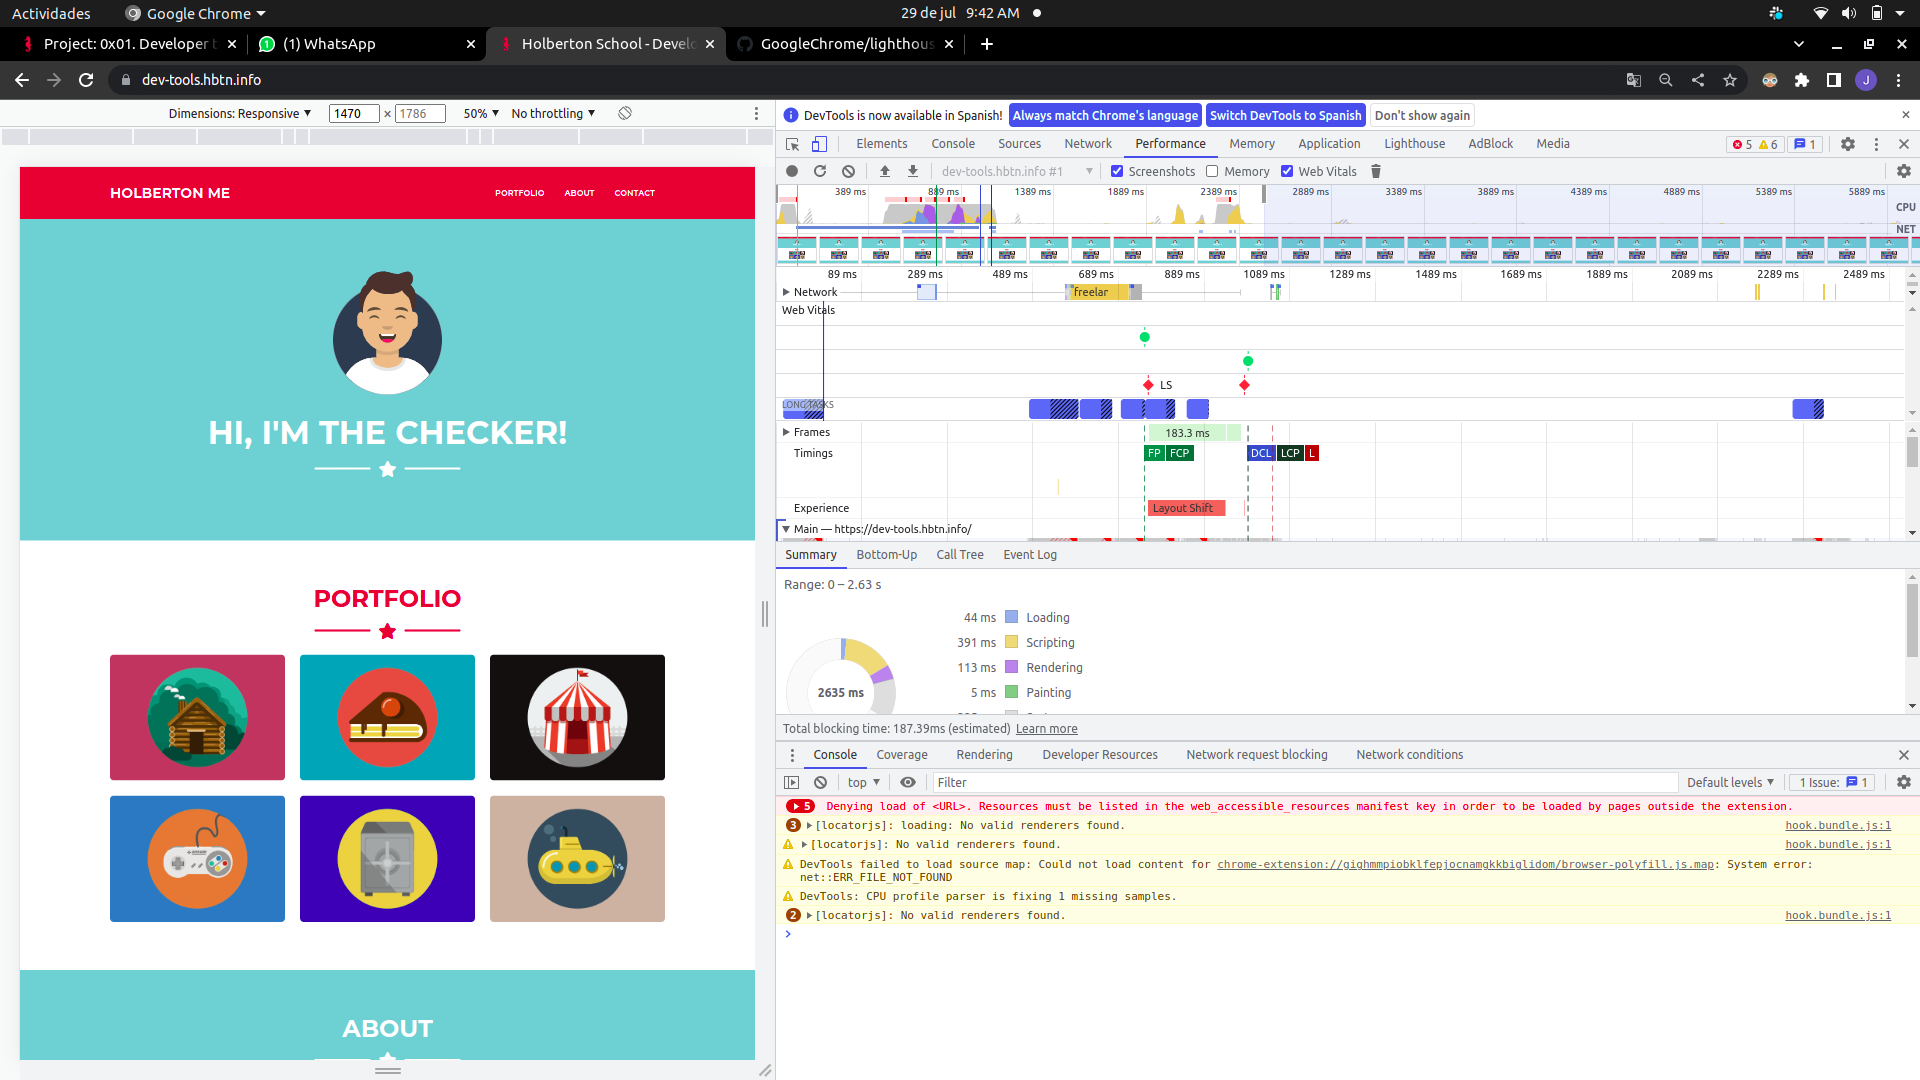 Actividades Google Chrome 29 de jul 9:42 AM
Project: 0x01. Developer t (1) WhatsApp Holberton School - Develo GoogleChrome/lighthous
dev-tools.hbtn.info
Dimensions: Responsive 1470 × 1786 50% No throttling
DevTools is now available in Spanish! Always match Chrome's language Switch DevTools to Spanish Don't show again
Elements Console Sources Network Performance Memory Application Lighthouse AdBlock Media 5 6 1
dev-tools.hbtn.info #1 Screenshots Memory Web Vitals
389 ms 889 ms 1389 ms 1889 ms 2389 ms 2889 ms 3389 ms 3889 ms 4389 ms 4889 ms 5389 ms 5889 ms
CPU
NET
89 ms 289 ms 489 ms 689 ms 889 ms 1089 ms 1289 ms 1489 ms 1689 ms 1889 ms 2089 ms 2289 ms 2489 ms
Network freelar
Web Vitals
LS
LONG TASKS
Frames 183.3 ms
Timings FP FCP DCL LCP L
Experience Layout Shift
Main — https://dev-tools.hbtn.info/
Summary Bottom-Up Call Tree Event Log
Range: 0 – 2.63 s
44 ms Loading
391 ms Scripting
113 ms Rendering
5 ms Painting
2635 ms
Total blocking time: 187.39ms (estimated) Learn more
Console Coverage Rendering Developer Resources Network request blocking Network conditions
top Filter Default levels 1 Issue: 1
5 Denying load of <URL>. Resources must be listed in the web_accessible_resources manifest key in order to be loaded by pages outside the extension.
3 [locatorjs]: loading: No valid renderers found. hook.bundle.js:1
[locatorjs]: No valid renderers found. hook.bundle.js:1
DevTools failed to load source map: Could not load content for chrome-extension://gighmmpiobklfepjocnamgkkbiglidom/browser-polyfill.js.map: System error:
net::ERR_FILE_NOT_FOUND
DevTools: CPU profile parser is fixing 1 missing samples.
2 [locatorjs]: No valid renderers found. hook.bundle.js:1
HOLBERTON ME PORTFOLIO ABOUT CONTACT
HI, I'M THE CHECKER!
PORTFOLIO
ABOUT
J